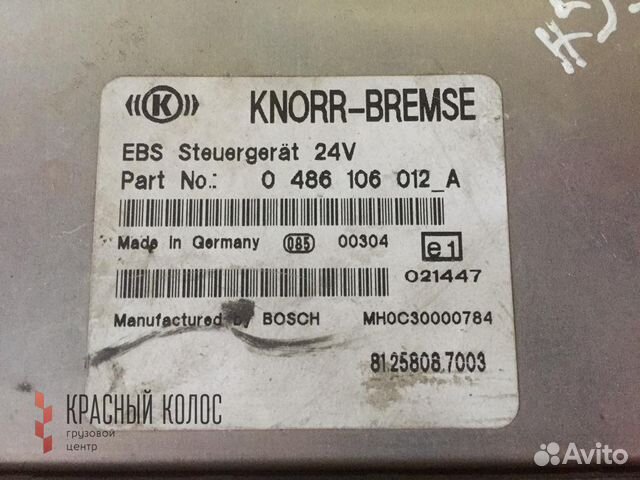 K KNORR-BREMSE
EBS Steuergerät 24V
Part No.: 0 486 106 012_A
Made in Germany 085 00304 e1
021447
Manufactured by BOSCH MH0C30000784
81.25808.7003
КРАСНЫЙ КОЛОС
грузовой
центр
Avito